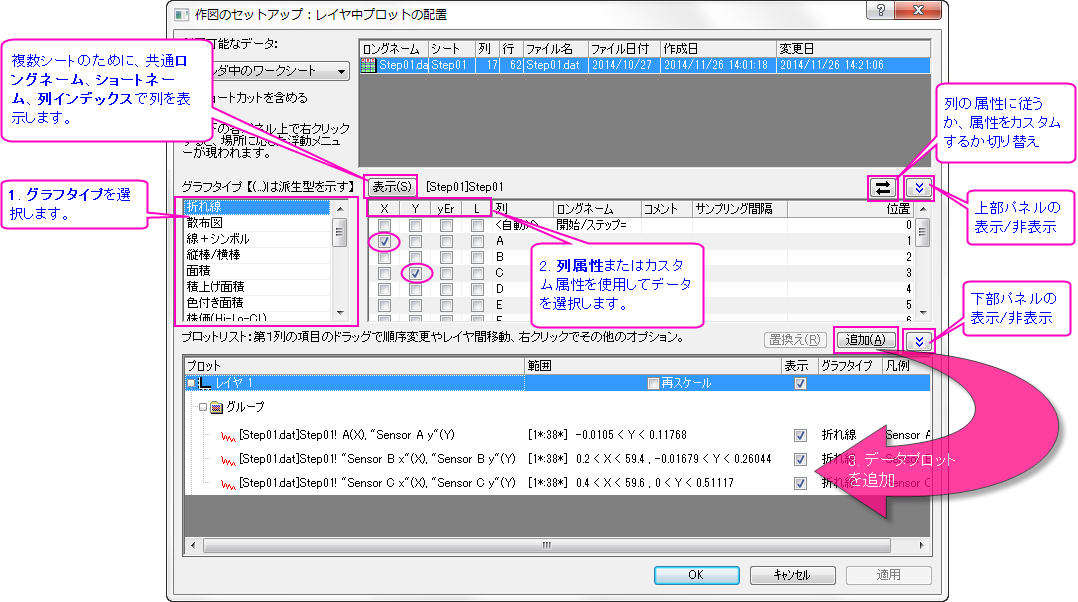 作図のセットアップ：レイヤ中プロットの配置
可能なデータ:
複数シートのために、共通ロ
ングネーム、ショートネー
ム、列インデックスで列を表
示します。
ダ中のワークシート
ートカットを含める
上で右クリック
浮動メニュ
ーが現われます。
ロングネーム シート 列 行 ファイル名 ファイル日付 作成日 変更日
Step01.da Step01 17 62 Step01.dat 2014/10/27 2014/11/26 14:01:18 2014/11/26 14:21:06
列の属性に従う
か、属性をカスタム
するか切り替え
グラフタイプ【(...)は派生型を示す】 表示(S) [Step01]Step01
1. グラフタイプを選
択します。
上部パネルの
表示/非表示
折れ線
散布図
線＋シンボル
縦棒/横棒
面積
積上げ面積
色付き面積
株価(Hi-Lo-Cl)
X Y yEr L 列 ロングネーム コメント サンプリング間隔 位置
<自動> 開始/ステップ= 0
A 1
B 2
C 3
D 4
E 5
F 6
2. 列属性またはカスタ
ム属性を使用してデータ
を選択します。
下部パネルの
表示/非表示
プロットリスト：第1列の項目のドラッグで順序変更やレイヤ間移動、右クリックでその他のオプション。
置換え(R) 追加(A)
プロット 範囲 表示 グラフタイプ 凡例
レイヤ 1 再スケール
グループ
[Step01.dat]Step01! A(X), "Sensor A y"(Y) [1*:38*] -0.0105 < Y < 0.11768 折れ線 Sensor A
[Step01.dat]Step01! "Sensor B x"(X), "Sensor B y"(Y) [1*:38*] 0.2 < X < 59.4 , -0.01679 < Y < 0.26044 折れ線
[Step01.dat]Step01! "Sensor C x"(X), "Sensor C y"(Y) [1*:38*] 0.4 < X < 59.6 , 0 < Y < 0.51117 折れ線 Sensor C
3. データプロット
を追加
OK キャンセル 適用